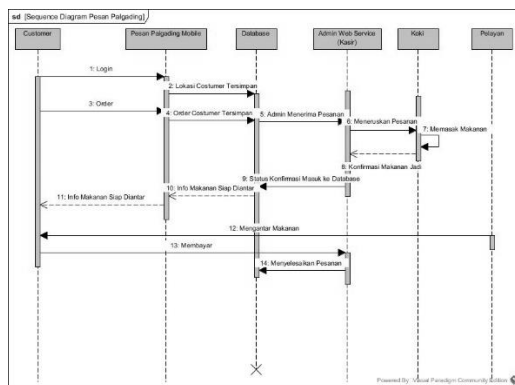 sd [Sequence Diagram Pesan Palgading]
Customer
Pesan Palgading Mobile
Database
Admin Web Service
(Kasir)
Koki
Pelayan
1: Login
2: Lokasi Costumer Tersimpan
3: Order
4: Order Costumer Tersimpan
5: Admin Menerima Pesanan
6: Meneruskan Pesanan
7: Memasak Makanan
8: Konfirmasi Makanan Jadi
9: Status Konfirmasi Masuk ke Database
10: Info Makanan Siap Diantar
11: Info Makanan Siap Diantar
12: Mengantar Makanan
13: Membayar
14: Menyelesaikan Pesanan
Powered By: Visual Paradigm Community Edition